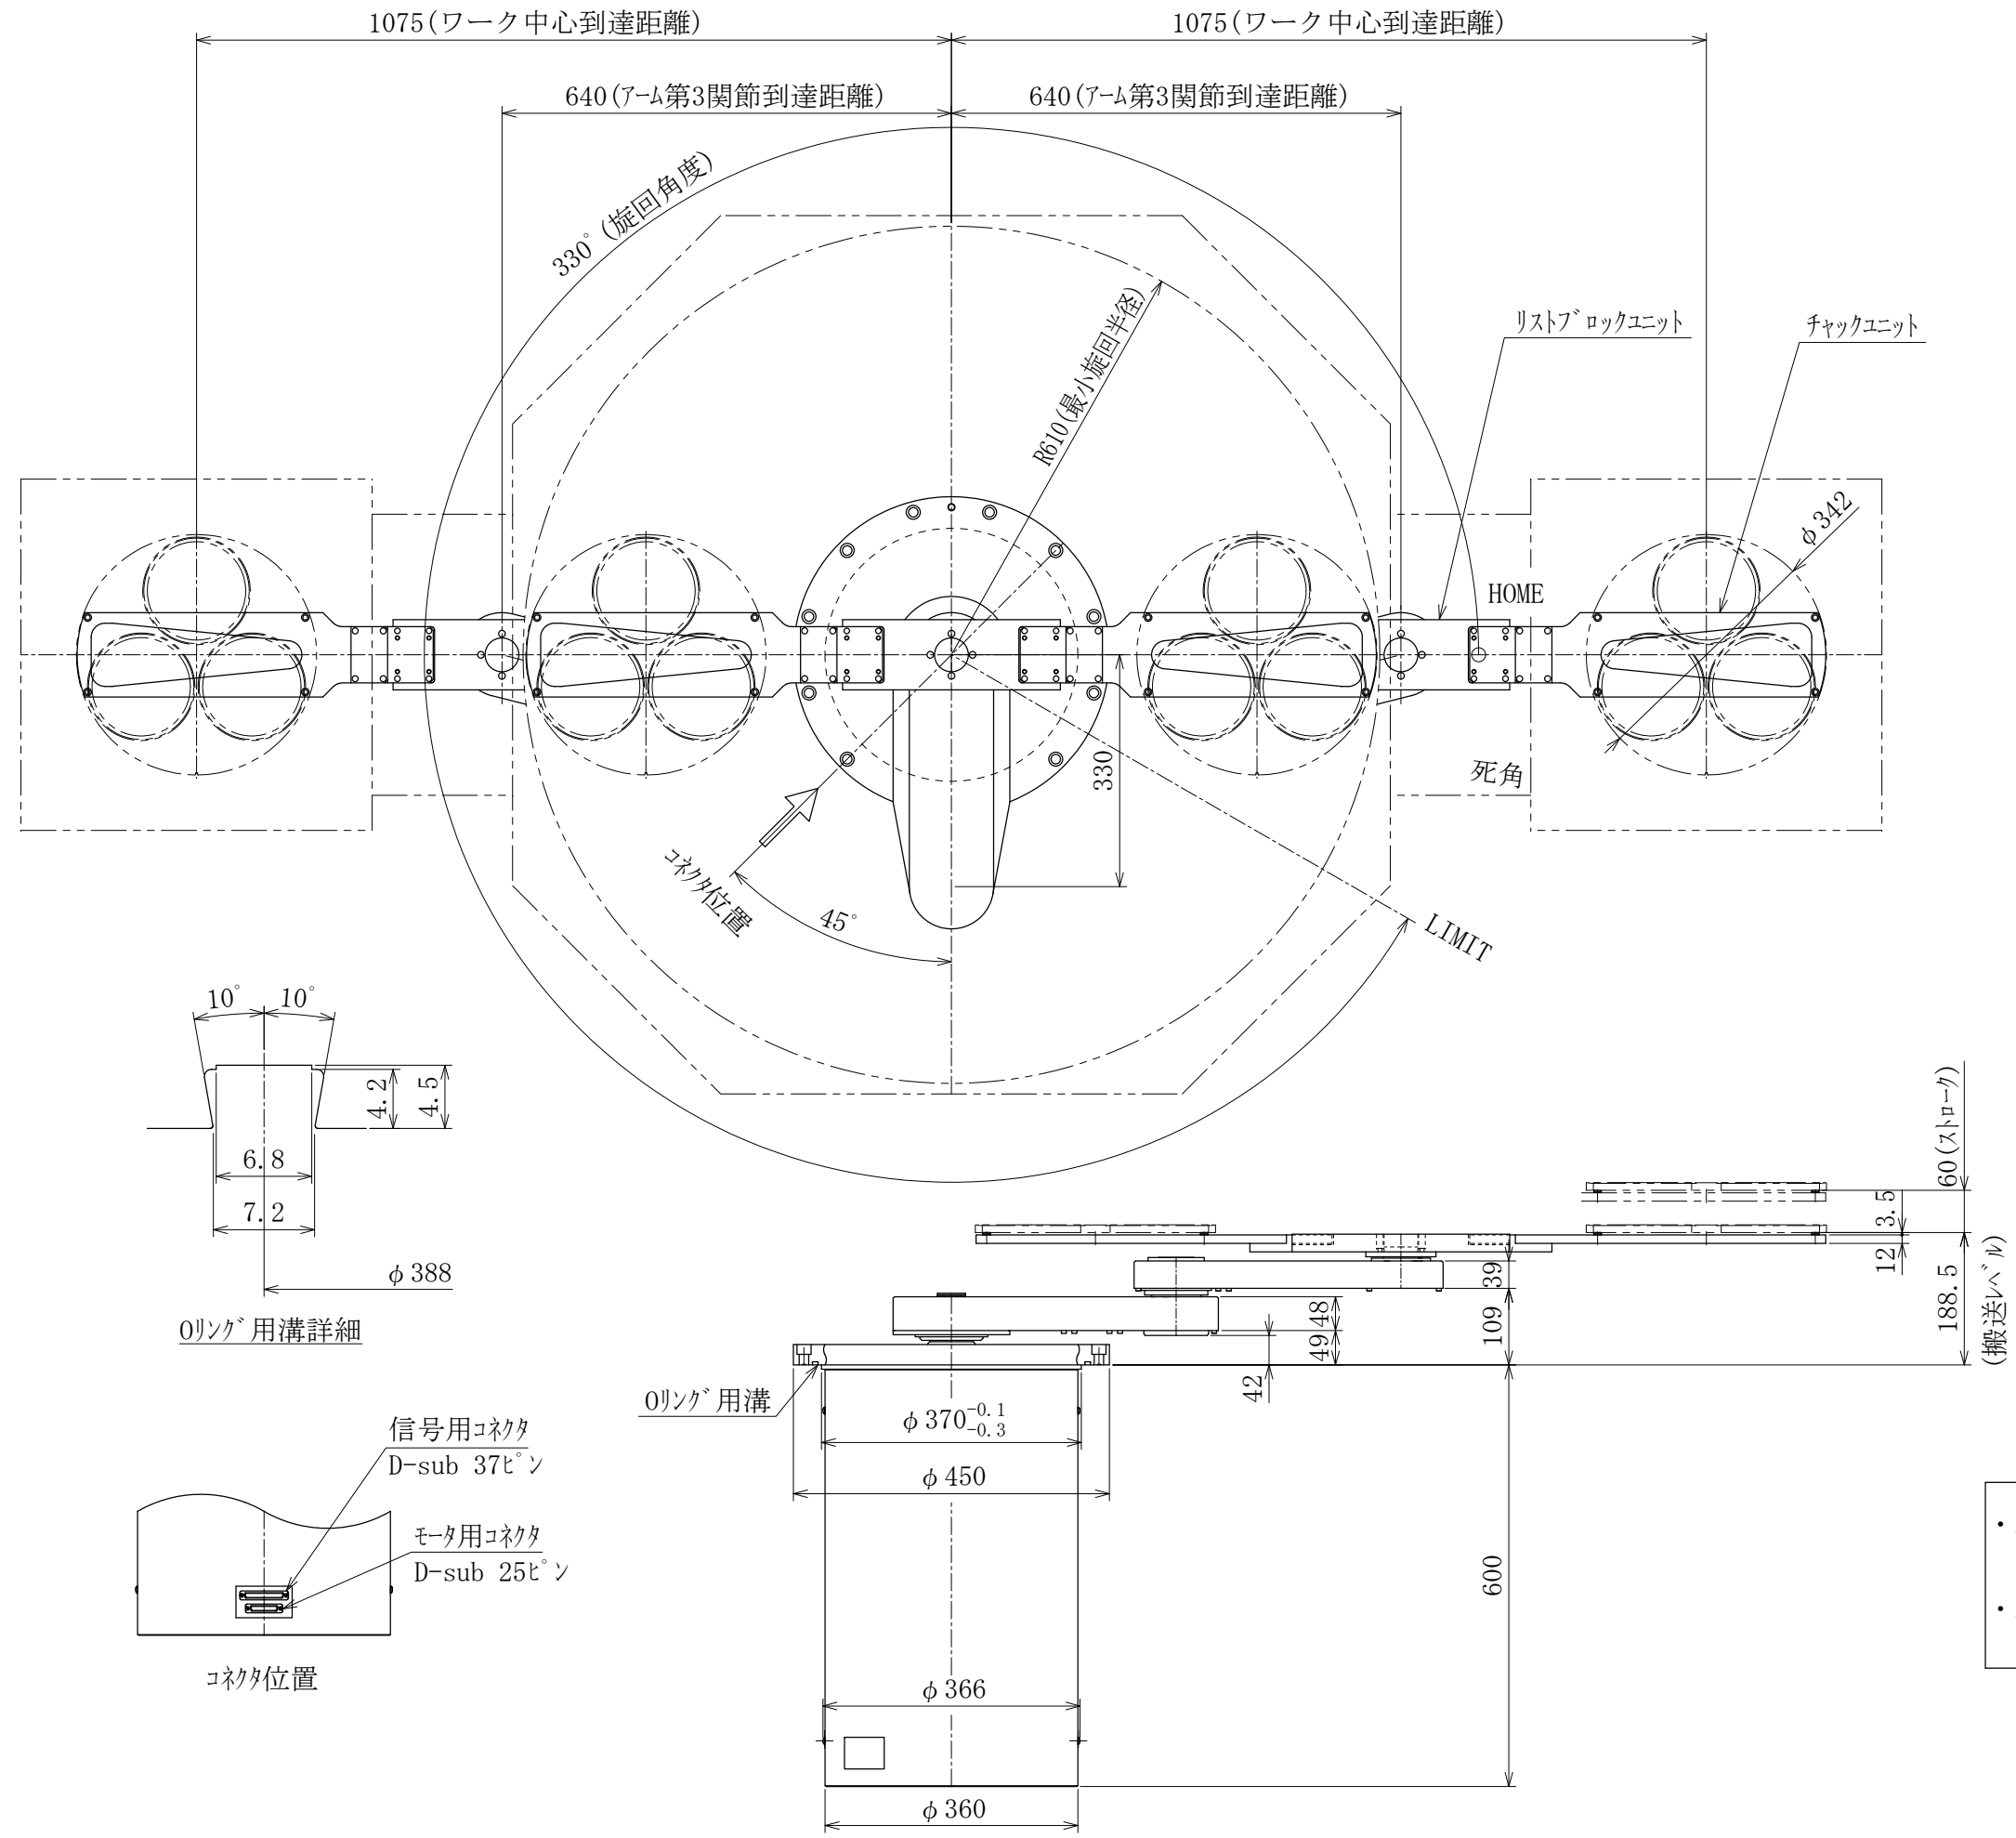 1075(ワーク中心到達距離)
1075(ワーク中心到達距離)
640(アーム第3関節到達距離)
640(アーム第3関節到達距離)
330°(旋回角度)
R610(最小旋回半径)
リストブロックユニット
チャックユニット
φ342
HOME
死角
330
コネクタ位置
45°
LIMIT
10°
10°
4.2
4.5
6.8
7.2
φ388
Oリング用溝詳細
60(ストローク)
3.5
12
188.5
(搬送レベル)
39
109
48
49
42
Oリング用溝
φ370 -0.1
-0.3
φ450
600
φ366
φ360
信号用コネクタ
D-sub 37ピン
モータ用コネクタ
D-sub 25ピン
コネクタ位置
・
・